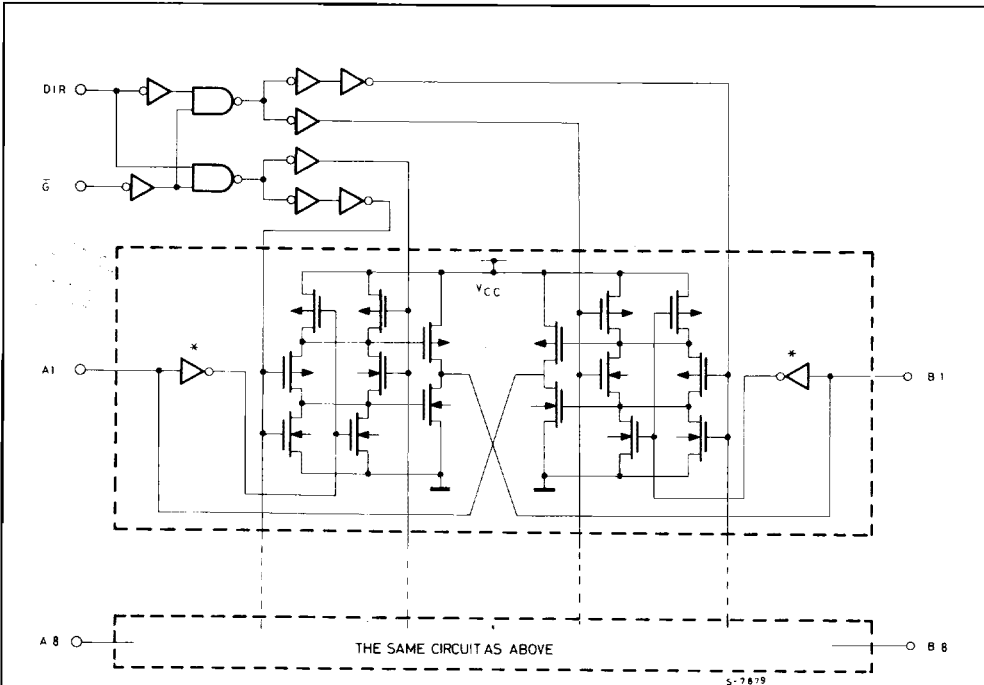 DIR
G̅
VCC
*
*
A1
B1
A8
THE SAME CIRCUIT AS ABOVE
B8
S-7879